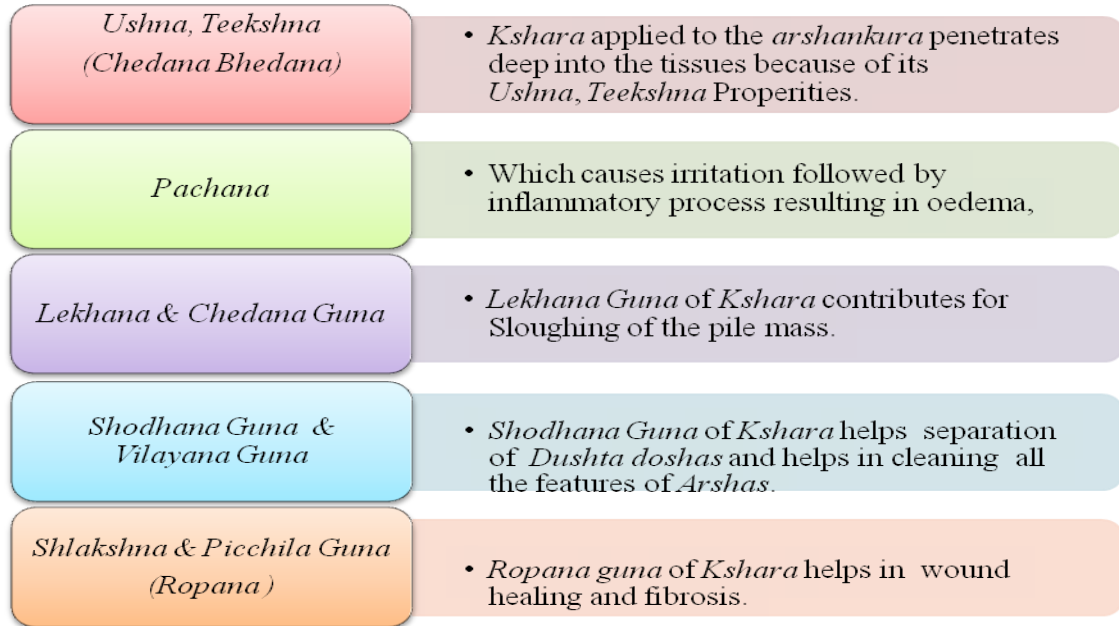 Ushna, Teekshna
(Chedana Bhedana)
• Kshara applied to the arshankura penetrates
deep into the tissues because of its
Ushna, Teekshna Properities.
Pachana
• Which causes irritation followed by
inflammatory process resulting in oedema,
Lekhana & Chedana Guna
• Lekhana Guna of Kshara contributes for
Sloughing of the pile mass.
Shodhana Guna &
Vilayana Guna
• Shodhana Guna of Kshara helps separation
of Dushta doshas and helps in cleaning all
the features of Arshas.
Shlakshna & Picchila Guna
(Ropana )
• Ropana guna of Kshara helps in wound
healing and fibrosis.